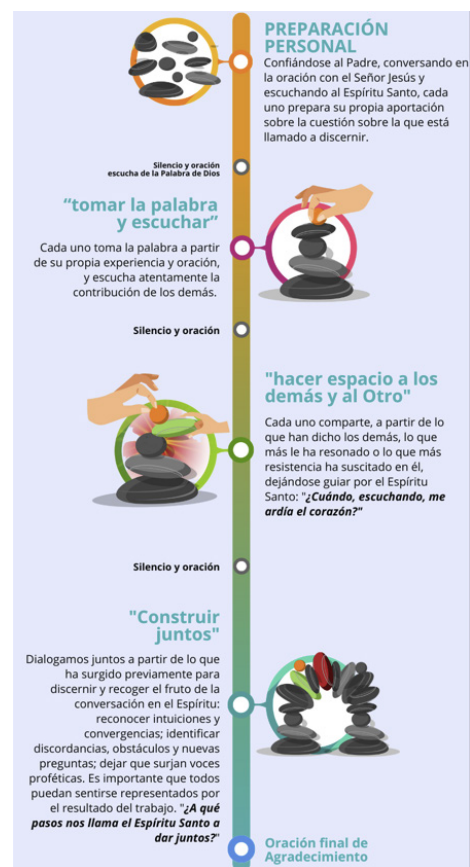 PREPARACIÓN
PERSONAL
Confiándose al Padre, conversando en
la oración con el Señor Jesús y
escuchando al Espíritu Santo, cada
uno prepara su propia aportación
sobre la cuestión sobre la que está
llamado a discernir.
Silencio y oración
escucha de la Palabra de Dios
“tomar la palabra
y escuchar”
Cada uno toma la palabra a partir
de su propia experiencia y oración,
y escucha atentamente la
contribución de los demás.
Silencio y oración
"hacer espacio a los
demás y al Otro"
Cada uno comparte, a partir de lo
que han dicho los demás, lo que
más le ha resonado o lo que más
resistencia ha suscitado en él,
dejándose guiar por el Espíritu
Santo: "¿Cuándo, escuchando, me
ardía el corazón?"
Silencio y oración
"Construir
juntos"
Dialogamos juntos a partir de lo que
ha surgido previamente para
discernir y recoger el fruto de la
conversación en el Espíritu:
reconocer intuiciones y
convergencias; identificar
discordancias, obstáculos y nuevas
preguntas; dejar que surjan voces
proféticas. Es importante que todos
puedan sentirse representados por
el resultado del trabajo. "¿A qué
pasos nos llama el Espíritu Santo a
dar juntos?"
Oración final de
Agradecimiento